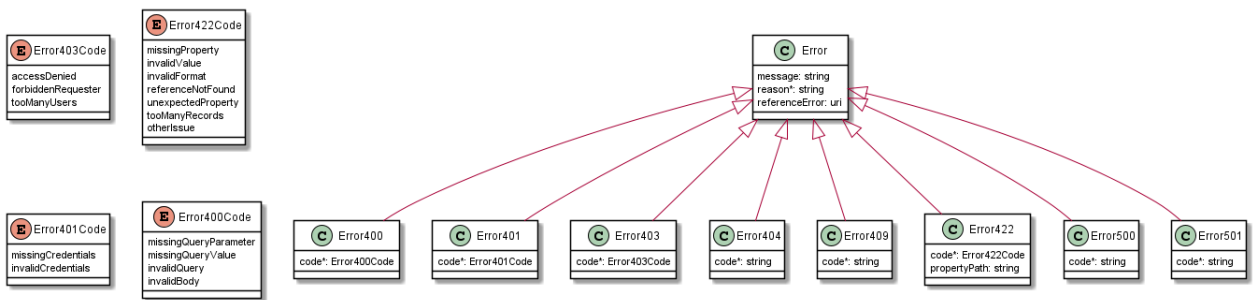 E Error403Code
accessDenied
forbiddenRequester
tooManyUsers
E Error422Code
missingProperty
invalidValue
invalidFormat
referenceNotFound
unexpectedProperty
tooManyRecords
otherIssue
C Error
message: string
reason*: string
referenceError: uri
E Error401Code
missingCredentials
invalidCredentials
E Error400Code
missingQueryParameter
missingQueryValue
invalidQuery
invalidBody
C Error400
code*: Error400Code
C Error401
code*: Error401Code
C Error403
code*: Error403Code
C Error404
code*: string
C Error409
code*: string
C Error422
code*: Error422Code
propertyPath: string
C Error500
code*: string
C Error501
code*: string